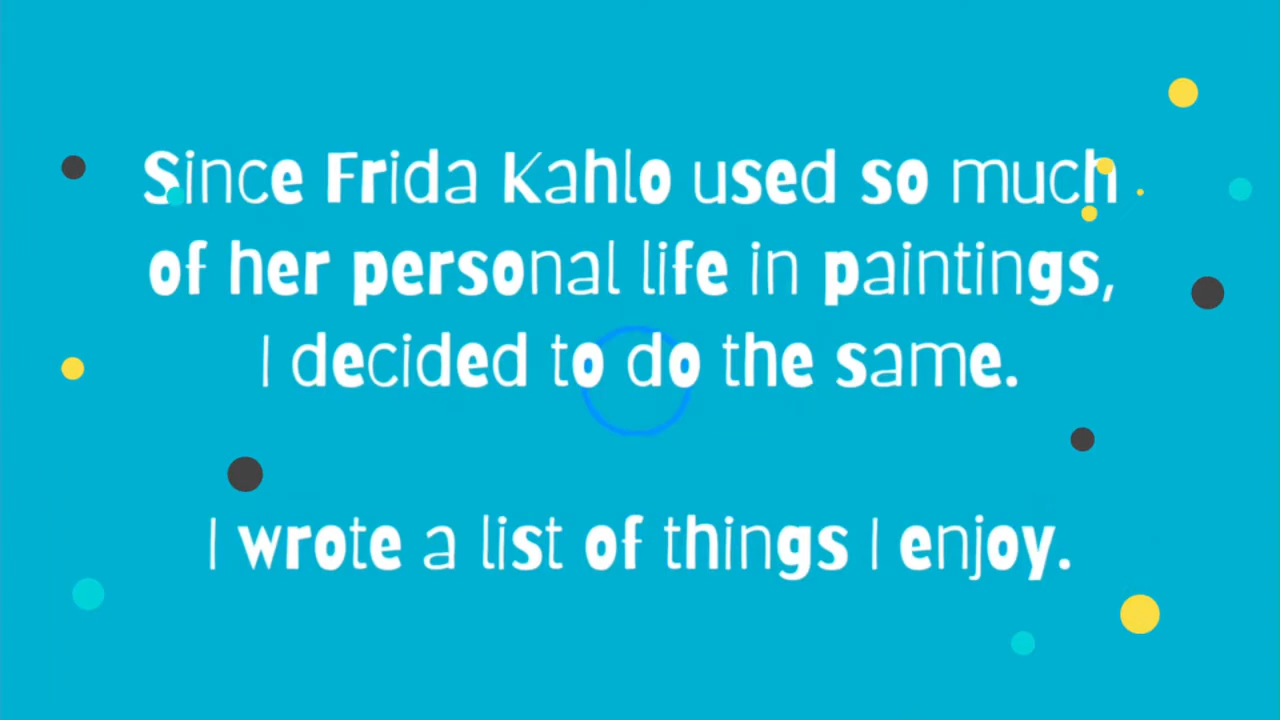 Since Frida Kahlo used so much
of her personal life in paintings,
I decided to do the same.
I wrote a list of things I enjoy.